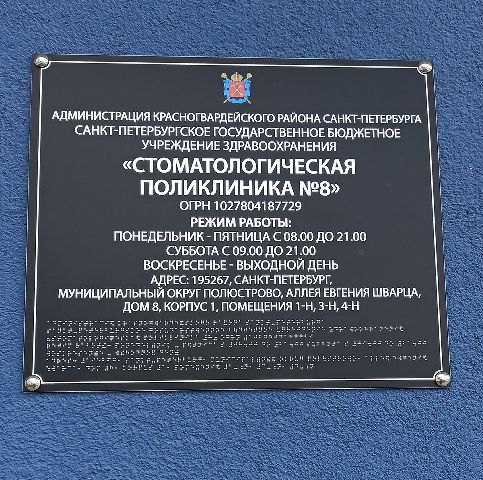 АДМИНИСТРАЦИЯ КРАСНОГВАРДЕЙСКОГО РАЙОНА САНКТ-ПЕТЕРБУРГА
САНКТ-ПЕТЕРБУРГСКОЕ ГОСУДАРСТВЕННОЕ БЮДЖЕТНОЕ
УЧРЕЖДЕНИЕ ЗДРАВООХРАНЕНИЯ
«СТОМАТОЛОГИЧЕСКАЯ
ПОЛИКЛИНИКА №8»
ОГРН 1027804187729
РЕЖИМ РАБОТЫ:
ПОНЕДЕЛЬНИК - ПЯТНИЦА С 08.00 ДО 21.00
СУББОТА С 09.00 ДО 21.00
ВОСКРЕСЕНЬЕ - ВЫХОДНОЙ ДЕНЬ
АДРЕС: 195267, САНКТ-ПЕТЕРБУРГ,
МУНИЦИПАЛЬНЫЙ ОКРУГ ПОЛЮСТРОВО, АЛЛЕЯ ЕВГЕНИЯ ШВАРЦА,
ДОМ 8, КОРПУС 1, ПОМЕЩЕНИЯ 1-Н, 3-Н, 4-Н